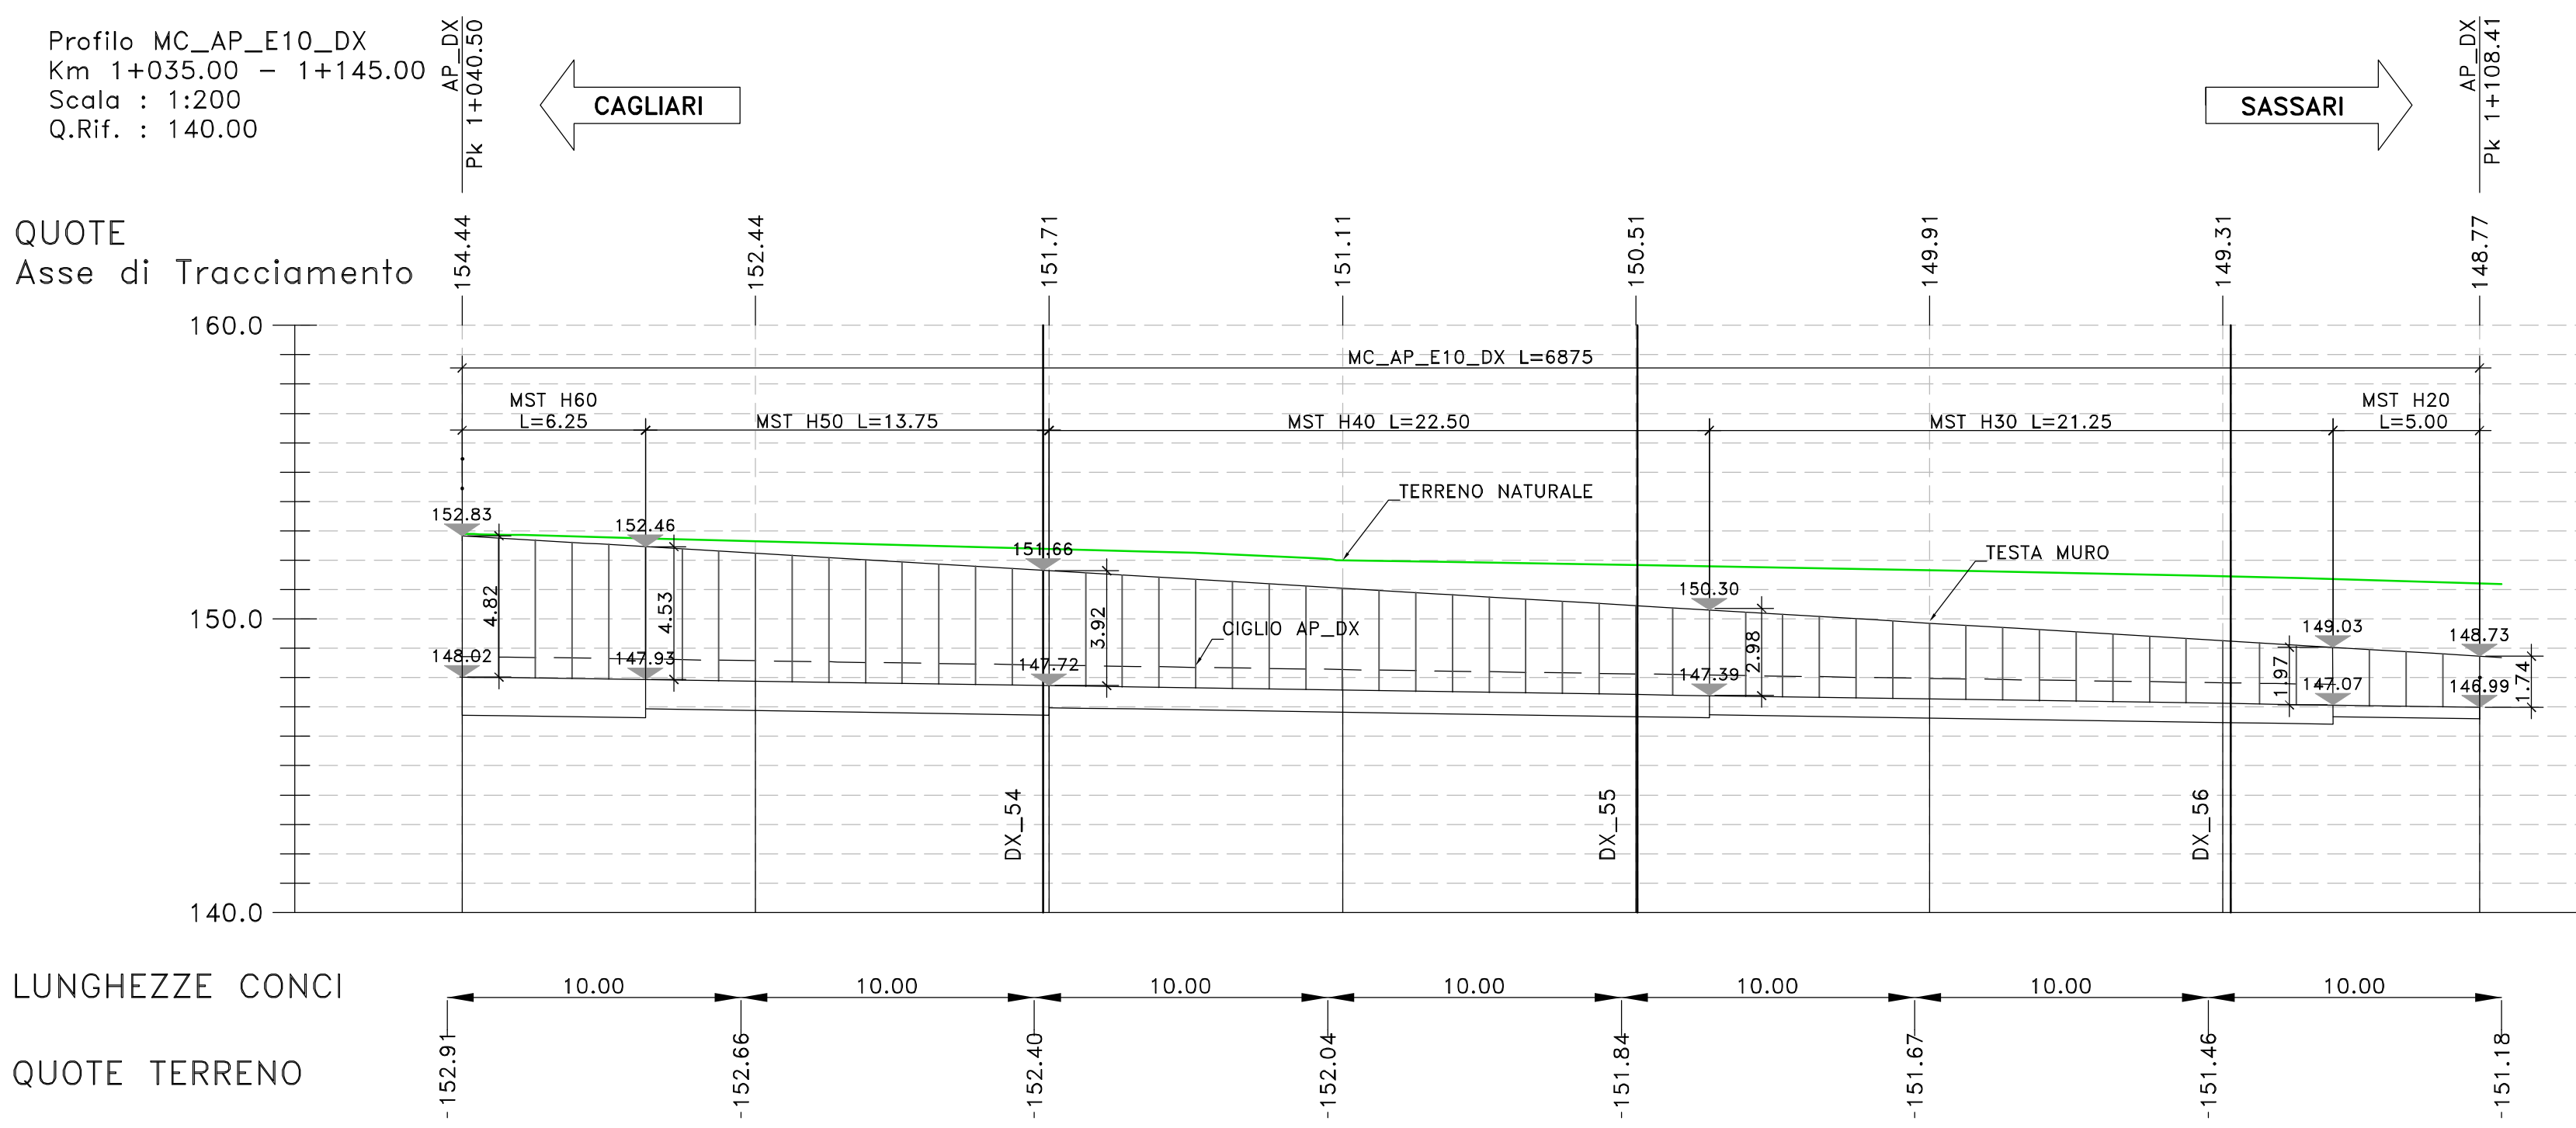 Profilo MC_AP_E10_DX
Km 1+035.00 - 1+145.00
Scala : 1:200
Q.Rif. : 140.00
AP_DX
Pk 1+040.50
CAGLIARI
SASSARI
AP_DX
Pk 1+108.41
QUOTE
Asse di Tracciamento
154.44
152.44
151.71
151.11
150.51
149.91
149.31
148.77
160.0
MC_AP_E10_DX L=6875
MST H60
L=6.25
MST H50 L=13.75
MST H40 L=22.50
MST H30 L=21.25
MST H20
L=5.00
TERRENO NATURALE
152.83
152.46
151.66
TESTA MURO
150.30
150.0
4.82
4.53
3.92
CIGLIO AP_DX
2.98
149.03
148.73
148.02
147.93
147.72
147.39
1.97
147.07
146.99
1.74
DX_54
DX_55
DX_56
140.0
LUNGHEZZE CONCI
10.00
10.00
10.00
10.00
10.00
10.00
10.00
QUOTE TERRENO
-152.91
-152.66
-152.40
-152.04
-151.84
-151.67
-151.46
-151.18